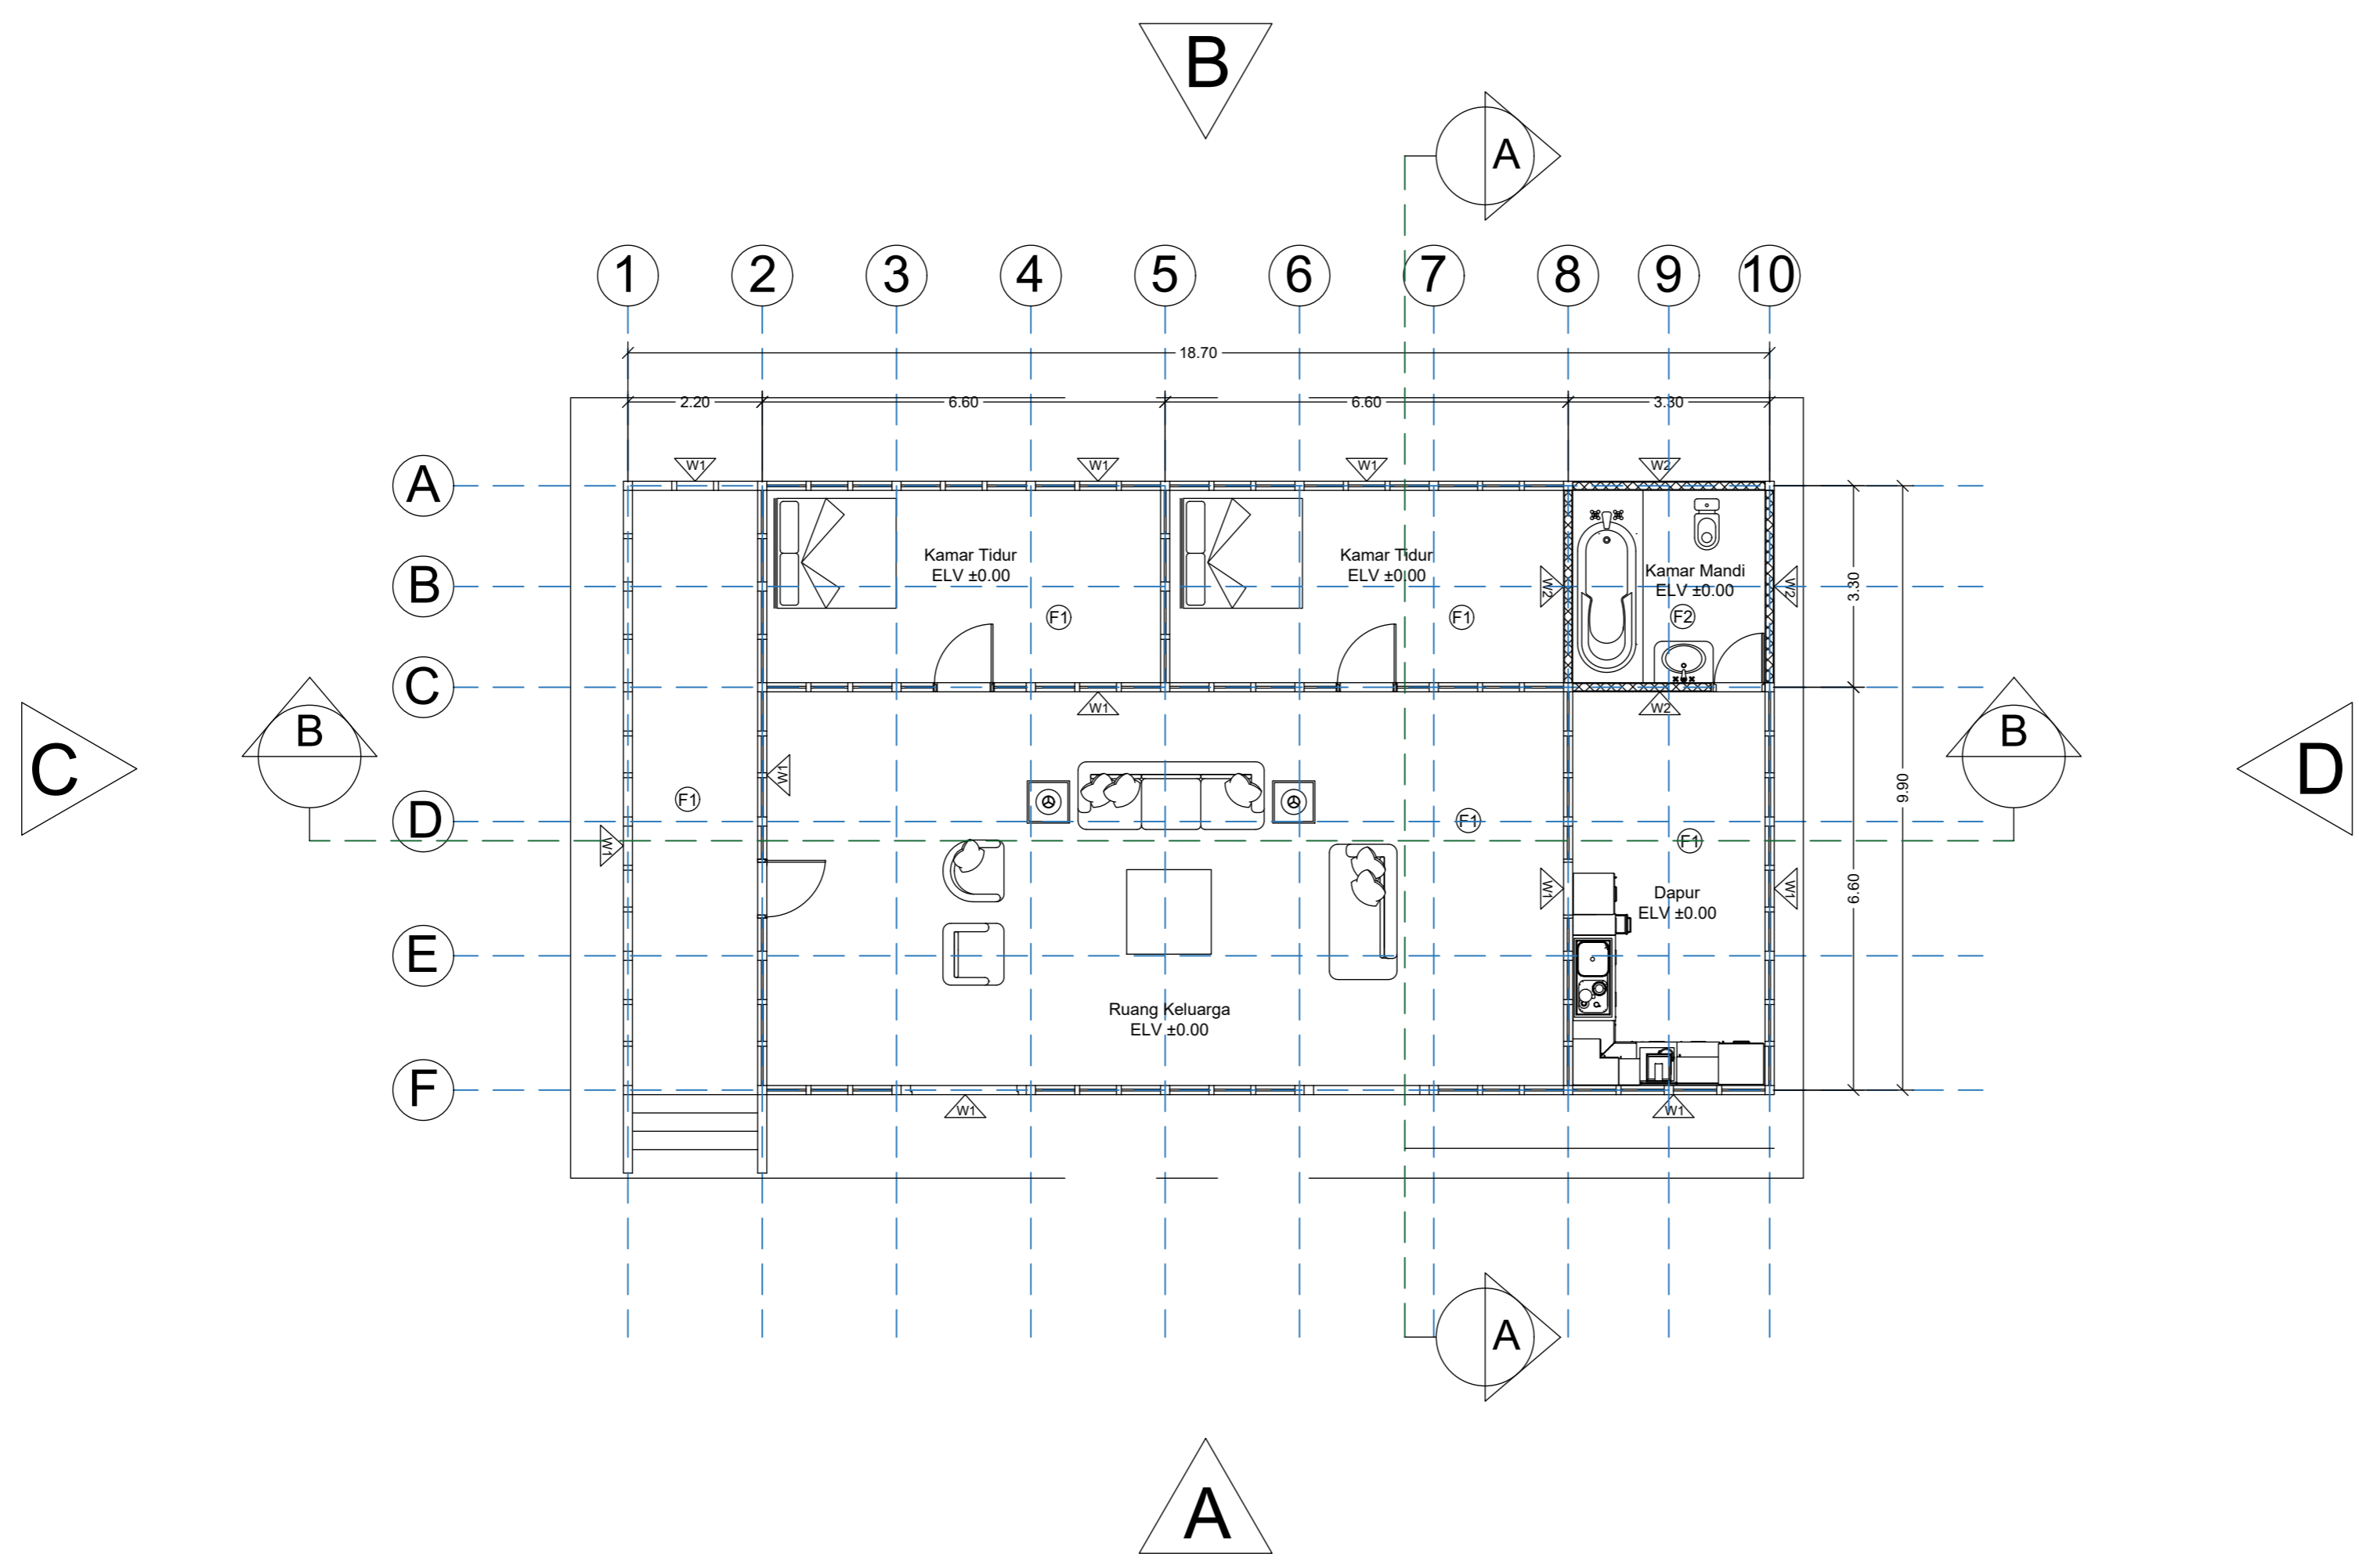 B
A
1 2 3 4 5 6 7 8 9 10
18.70
2.20 6.60 6.60 3.30
W1 W1 W1 W2
A
Kamar Tidur
ELV ±0.00
Kamar Tidur
ELV ±0.00
Kamar Mandi
ELV ±0.00
B
W2
W2
3.30
F1
F1
F2
C
W1
W2
B
B
C
D
W1
F1
D
F1
F1
9.90
W1
W1
W1
6.60
Dapur
ELV ±0.00
E
Ruang Keluarga
ELV ±0.00
F
W1
W1
A
A